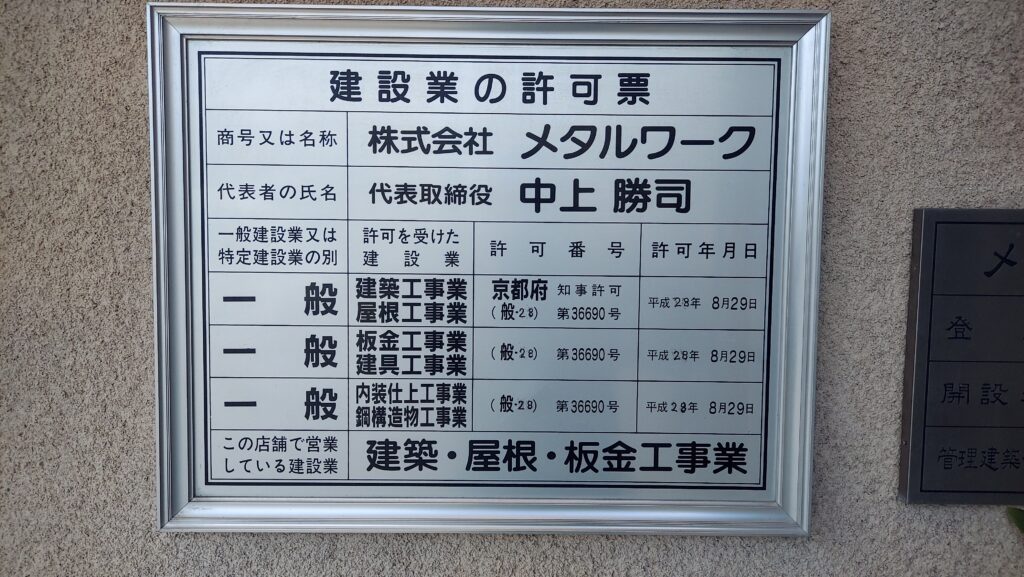 建設業の許可票
商号又は名称 株式会社 メタルワーク
代表者の氏名 代表取締役 中上 勝司
一般建設業又は
特定建設業の別
許可を受けた
建設業
許可番号
許可年月日
一般
建築工事業
屋根工事業
京都府 知事許可
(般-28) 第36690号
平成28年 8月29日
一般
板金工事業
建具工事業
(般-28) 第36690号
平成28年 8月29日
一般
内装仕上工事業
鋼構造物工事業
(般-28) 第36690号
平成28年 8月29日
この店舗で営業
している建設業
建築・屋根・板金工事業
メ
登
開設
管理建築